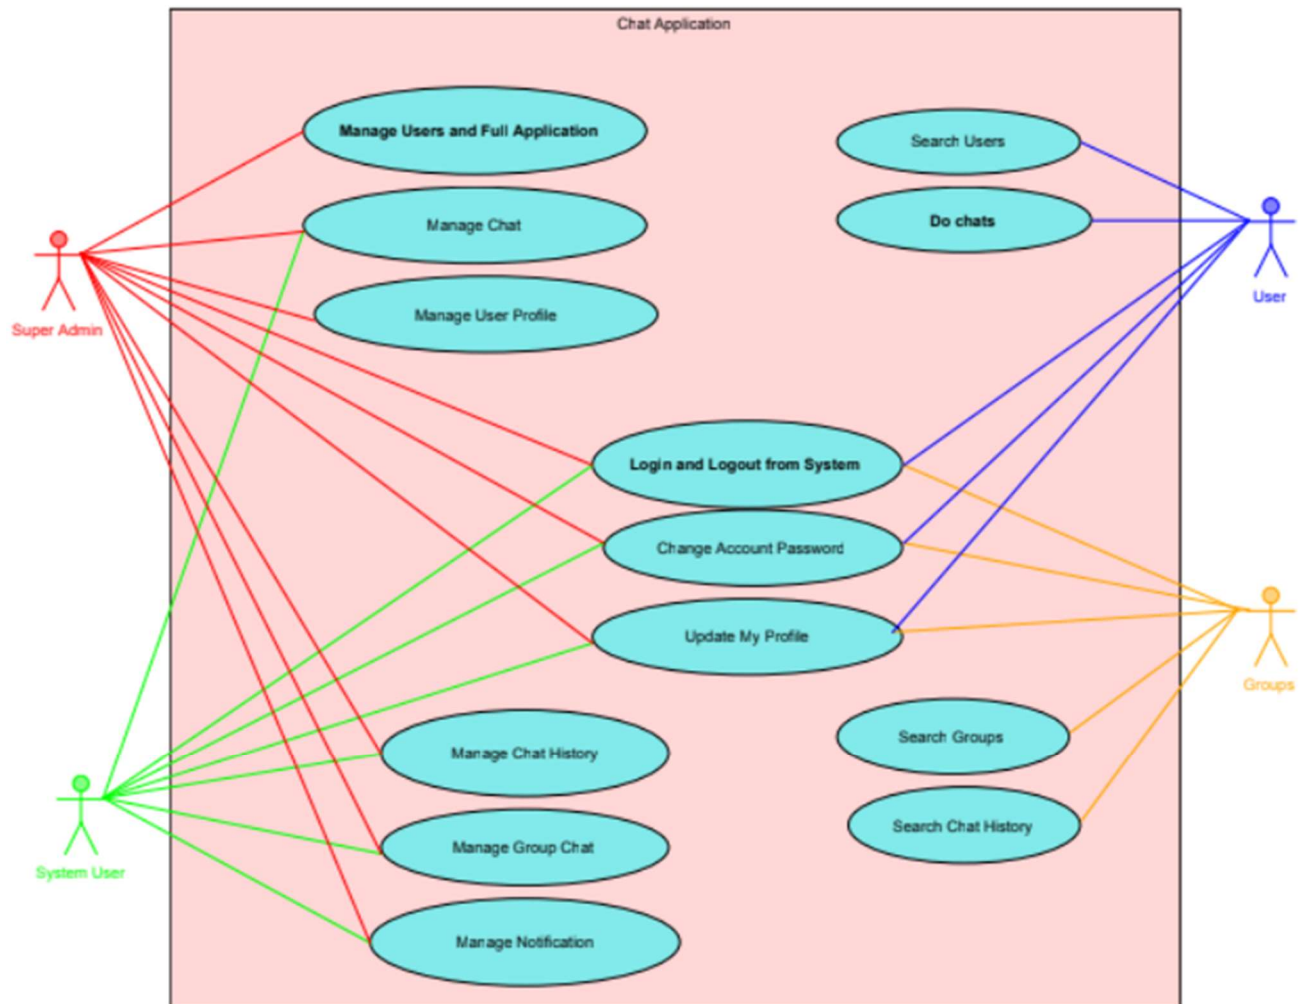 Chat Application
Manage Users and Full Application
Search Users
Manage Chat
Do chats
User
Manage User Profile
Super Admin
Login and Logout from System
Change Account Password
Update My Profile
Groups
Manage Chat History
Search Groups
Manage Group Chat
Search Chat History
System User
Manage Notification